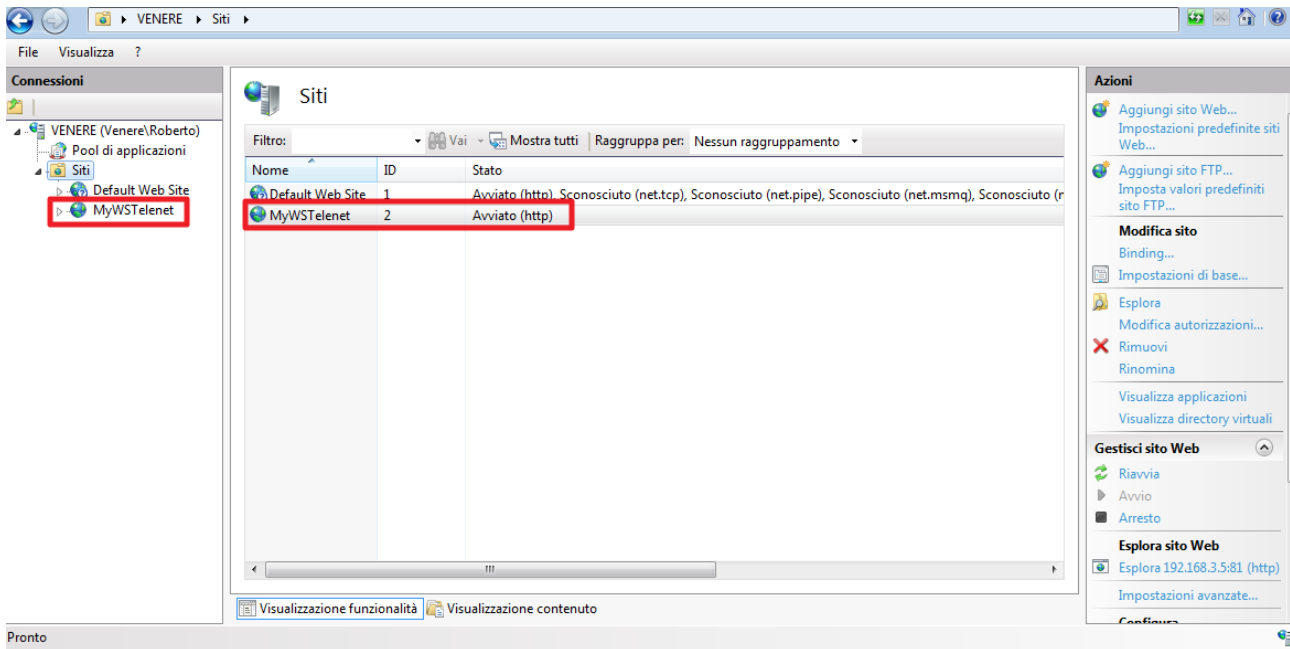 VENERE Siti
File Visualizza ?
Connessioni
VENERE (Venere\Roberto)
Pool di applicazioni
Siti
Default Web Site
MyWSTelenet
Siti
Filtro: Vai Mostra tutti Raggruppa per: Nessun raggruppamento
Nome ID Stato
Default Web Site 1 Avviato (http), Sconosciuto (net.tcp), Sconosciuto (net.pipe), Sconosciuto (net.msmq), Sconosciuto (r
MyWSTelenet 2 Avviato (http)
Visualizzazione funzionalità Visualizzazione contenuto
Azioni
Aggiungi sito Web...
Impostazioni predefinite siti
Web...
Aggiungi sito FTP...
Imposta valori predefiniti
sito FTP...
Modifica sito
Binding...
Impostazioni di base...
Esplora
Modifica autorizzazioni...
Rimuovi
Rinomina
Visualizza applicazioni
Visualizza directory virtuali
Gestisci sito Web
Riavvia
Avvio
Arresto
Esplora sito Web
Esplora 192.168.3.5:81 (http)
Impostazioni avanzate...
Configura
Pronto